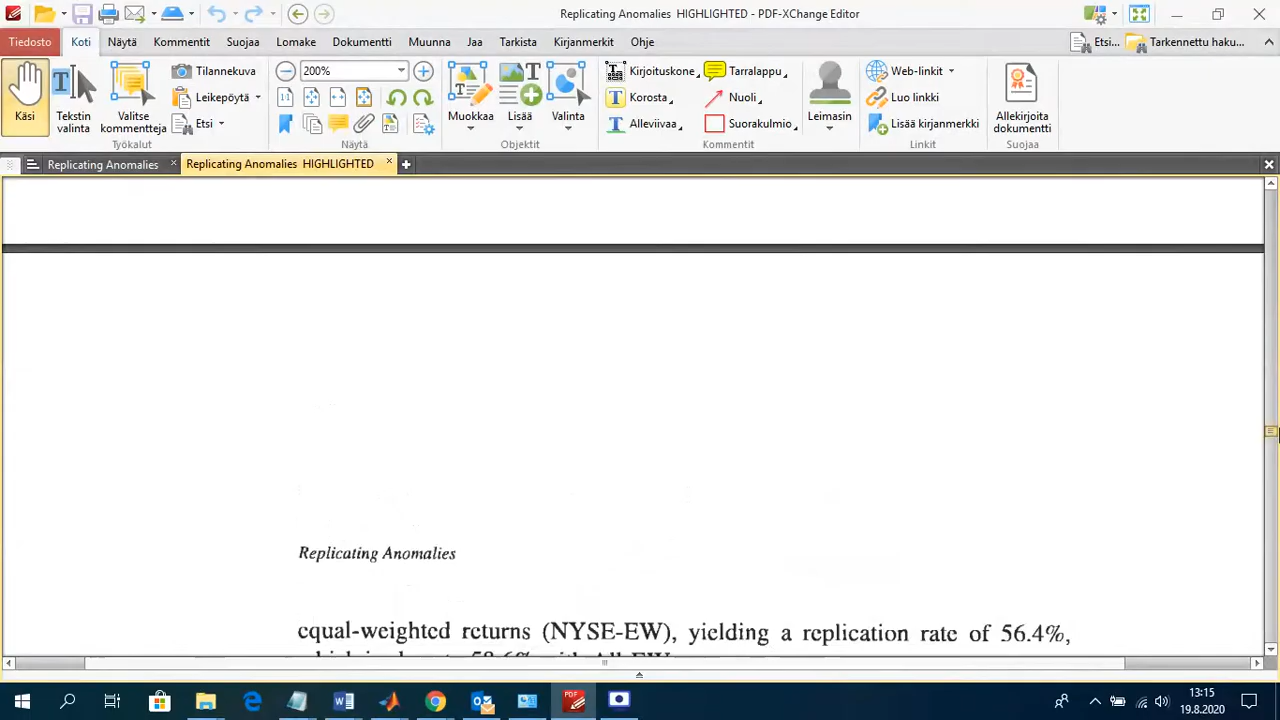 Replicating Anomalies HIGHLIGHTED - PDF-XChange Editor
Tiedosto Koti Näytä Kommentit Suojaa Lomake Dokumentti Muunna Jaa Tarkista Kirjanmerkit Ohje Etsi... Tarkennettu haku...
Käsi
Tekstin valinta
Valitse kommentteja
Tilannekuva
Leikepöytä
Etsi
Työkalut
200%
Näytä
Muokkaa
Lisää
Valinta
Objektit
Kirjoituskone
Korosta
Alleviivaa
Tarralappu
Nuoli
Suorakulmio
Leimasin
Kommentit
Web-linkit
Luo linkki
Lisää kirjanmerkki
Linkit
Allekirjoita dokumentti
Suojaa
Replicating Anomalies
Replicating Anomalies HIGHLIGHTED
Replicating Anomalies
equal-weighted returns (NYSE-EW), yielding a replication rate of 56.4%,
13:15
19.8.2020